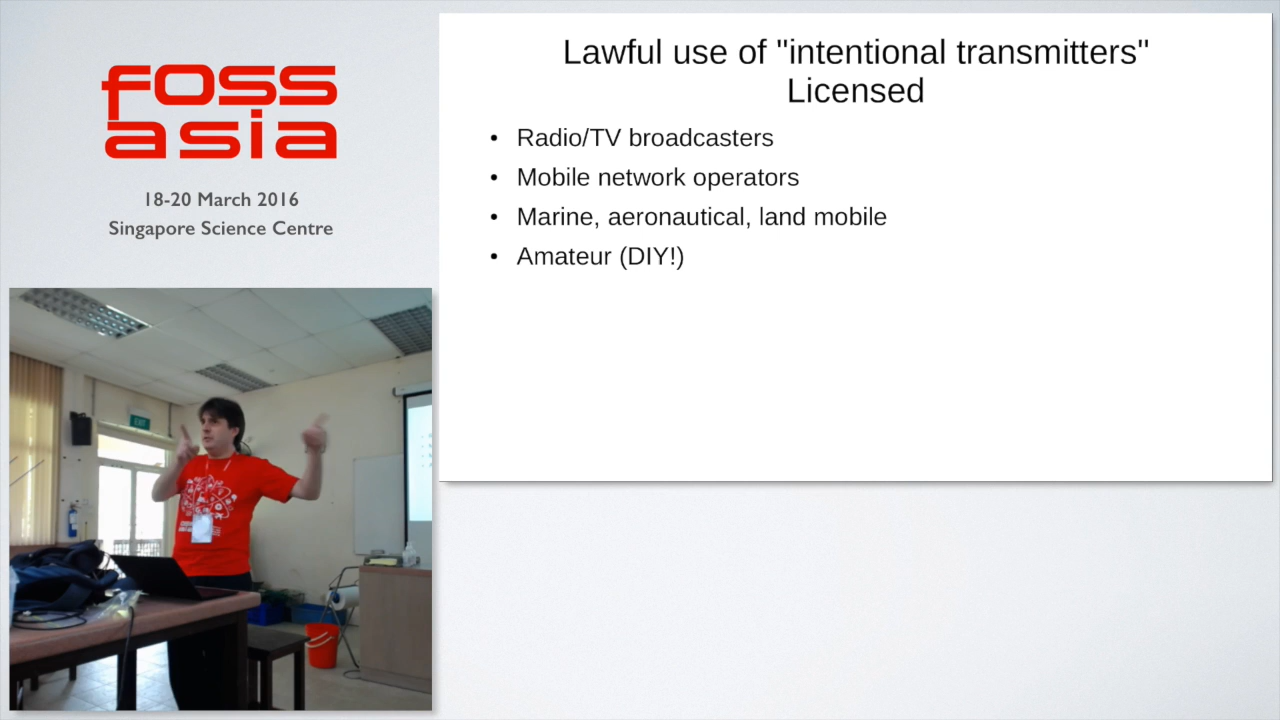 foss
asia
18-20 March 2016
Singapore Science Centre
Lawful use of "intentional transmitters"
Licensed
• Radio/TV broadcasters
• Mobile network operators
• Marine, aeronautical, land mobile
• Amateur (DIY!)
EXIT